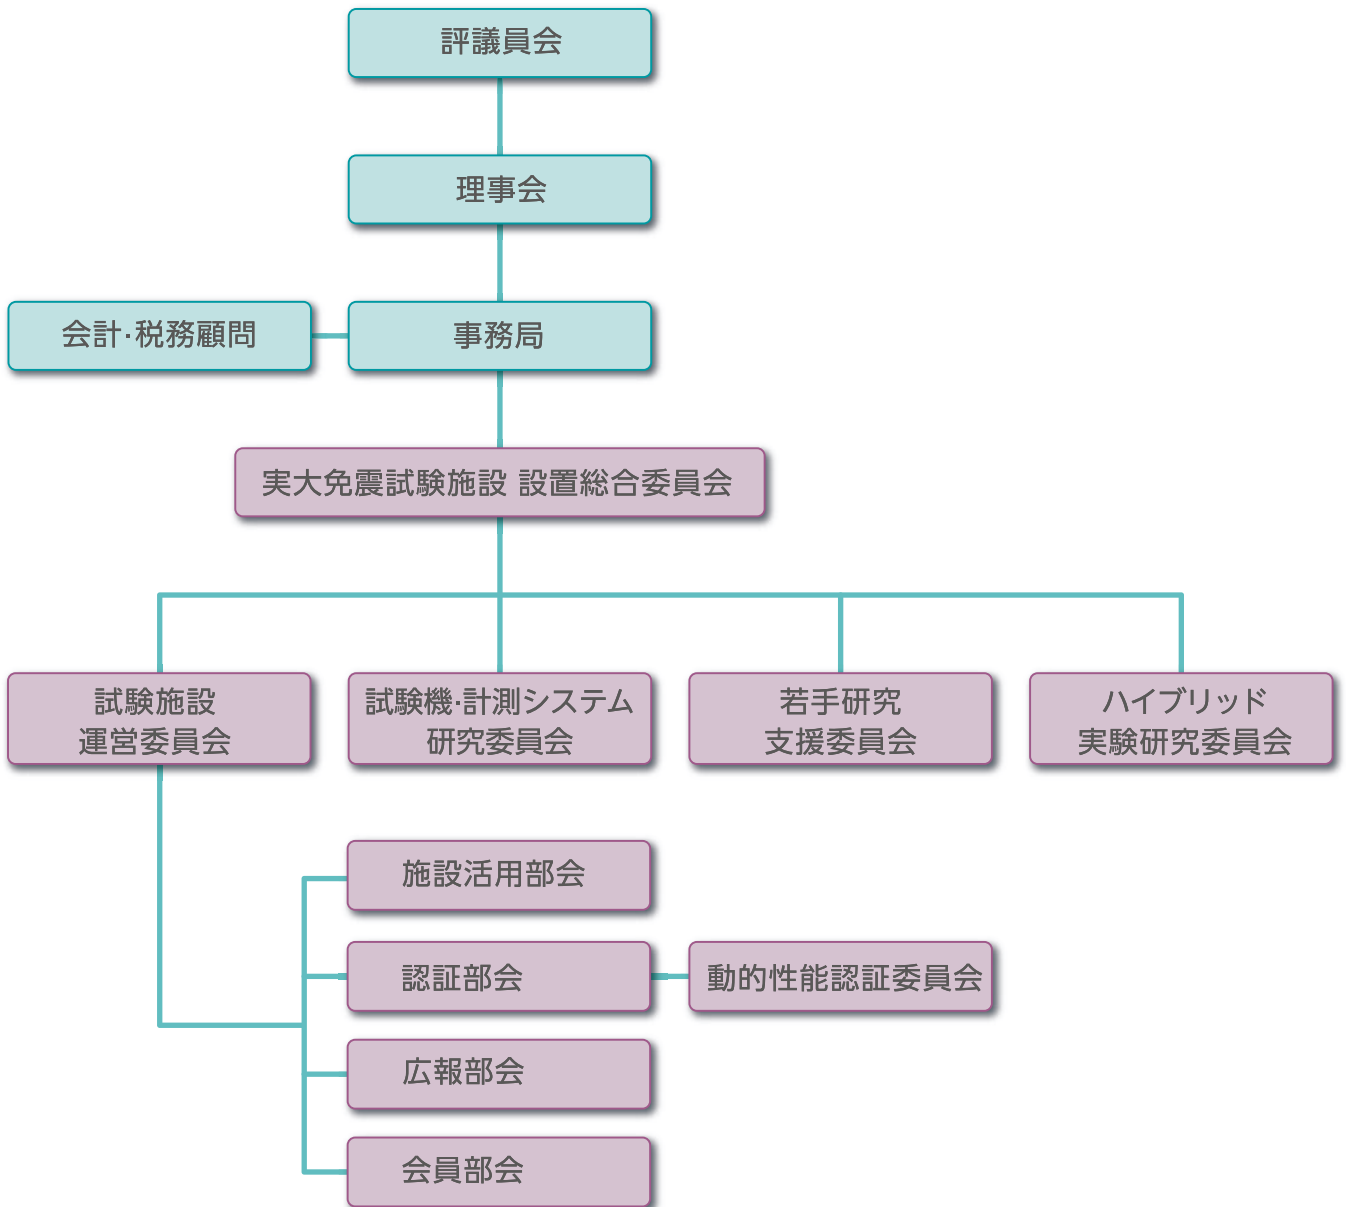 評議員会
理事会
会計・税務顧問
事務局
実大免震試験施設 設置総合委員会
試験施設
運営委員会
試験機・計測システム
研究委員会
若手研究
支援委員会
ハイブリッド
実験研究委員会
施設活用部会
認証部会
動的性能認証委員会
広報部会
会員部会